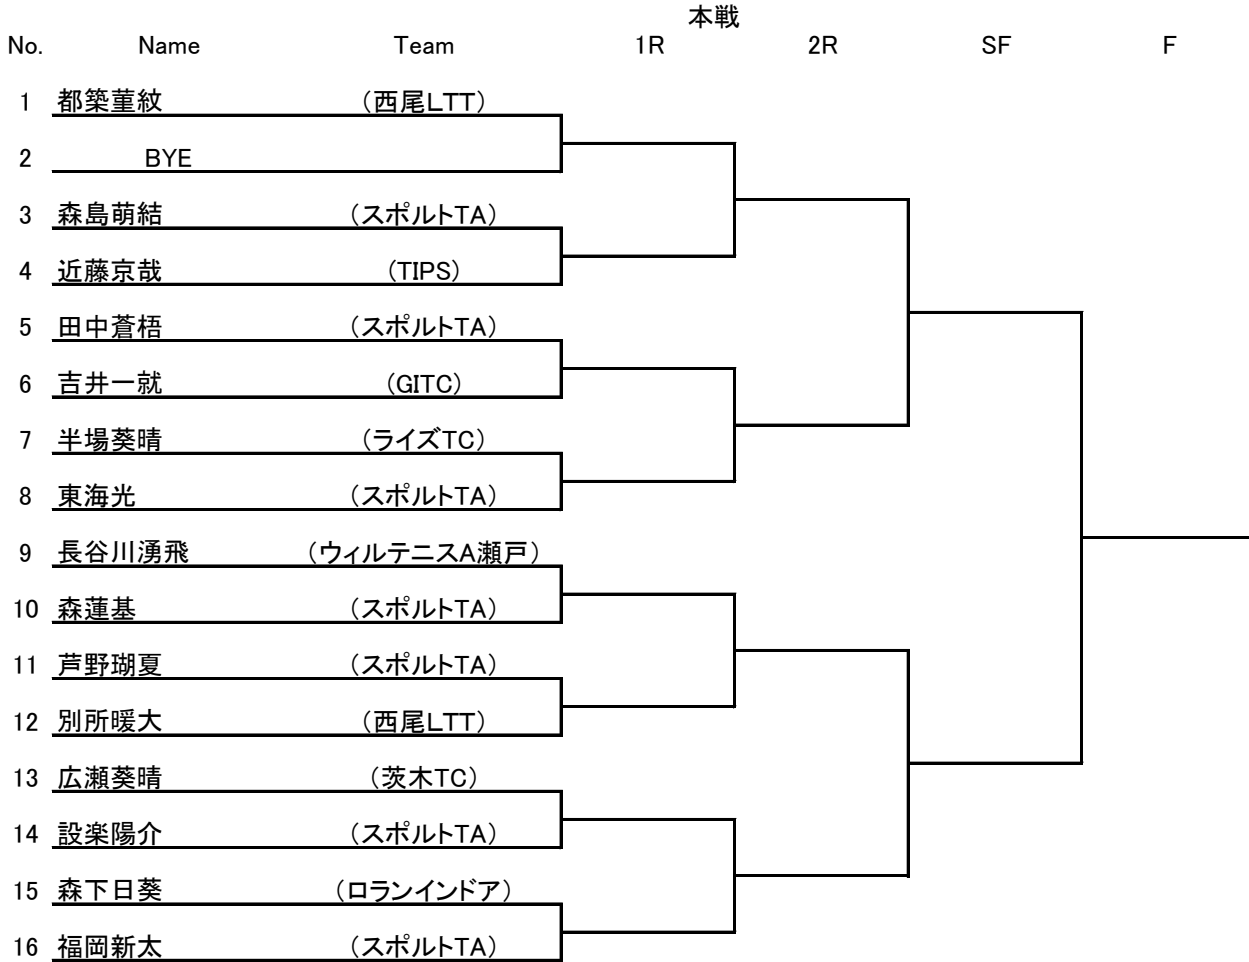 本戦
No. Name Team 1R 2R SF F
1 都築菫紋 (西尾LTT)
2 BYE
3 森島萌結 (スポルトTA)
4 近藤京哉 (TIPS)
5 田中蒼梧 (スポルトTA)
6 吉井一就 (GITC)
7 半場葵晴 (ライズTC)
8 東海光 (スポルトTA)
9 長谷川湧飛 (ウィルテニスA瀬戸)
10 森蓮基 (スポルトTA)
11 芦野瑚夏 (スポルトTA)
12 別所暖大 (西尾LTT)
13 広瀬葵晴 (茨木TC)
14 設楽陽介 (スポルトTA)
15 森下日葵 (ロランインドア)
16 福岡新太 (スポルトTA)